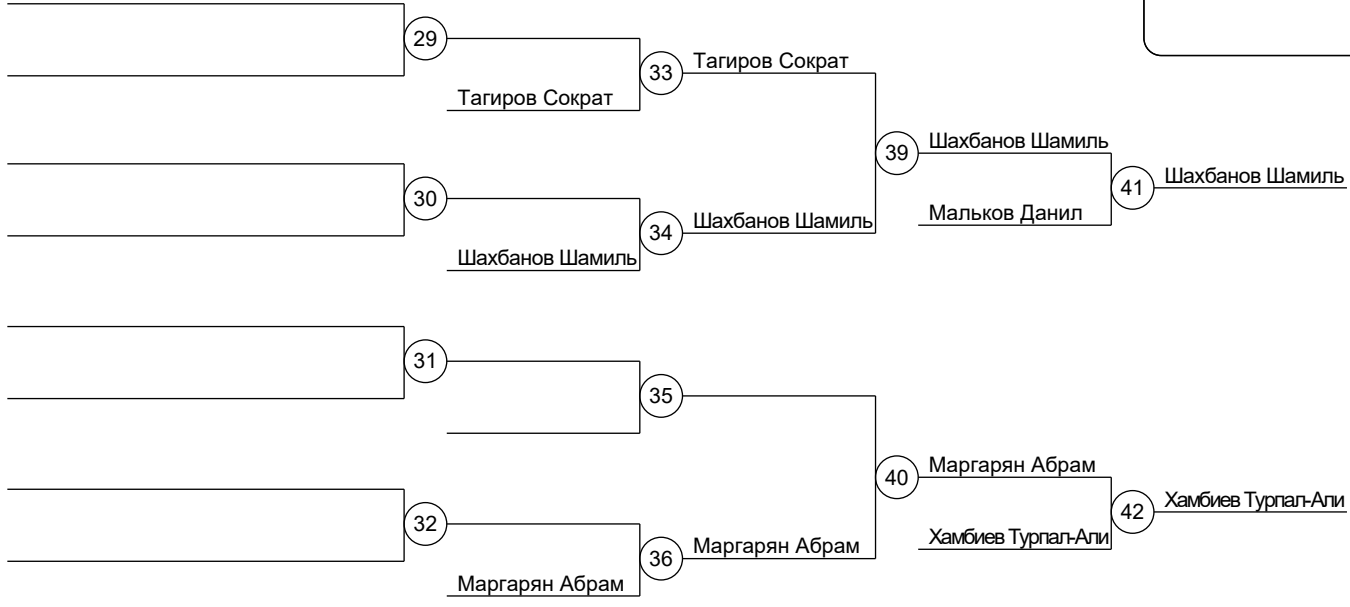 29
33
Тагиров Сократ
Тагиров Сократ
39
Шахбанов Шамиль
41
Шахбанов Шамиль
30
34
Шахбанов Шамиль
Мальков Данил
Шахбанов Шамиль
31
35
40
Маргарян Абрам
42
Хамбиев Турпал-Али
32
36
Маргарян Абрам
Хамбиев Турпал-Али
Маргарян Абрам